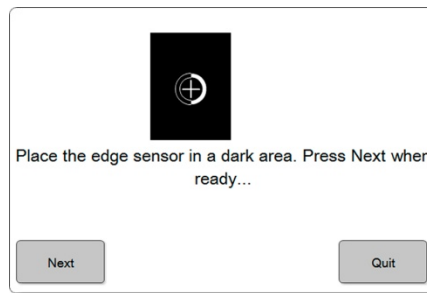 Place the edge sensor in a dark area. Press Next wher
ready...
Next
Quit